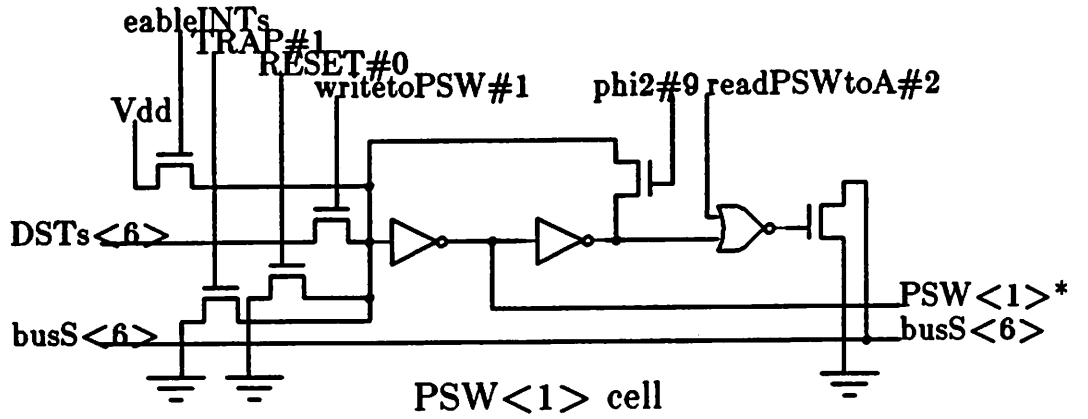 eableINTs
TRAP#1
RESET#0
writetoPSW#1
phi2#9 readPSWtoA#2
Vdd
DSTs<6>
PSW<1>*
busS<6>
busS<6>
PSW<1> cell